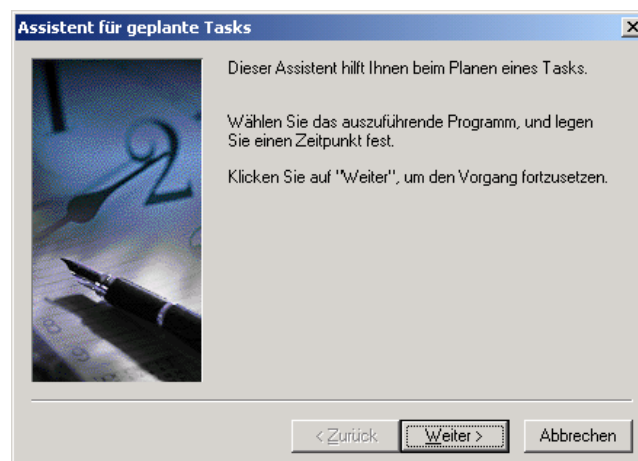 Assistent für geplante Tasks
Dieser Assistent hilft Ihnen beim Planen eines Tasks.
Wählen Sie das auszuführende Programm, und legen
Sie einen Zeitpunkt fest.
Klicken Sie auf "Weiter", um den Vorgang fortzusetzen.
2
< Zurück
Weiter >
Abbrechen